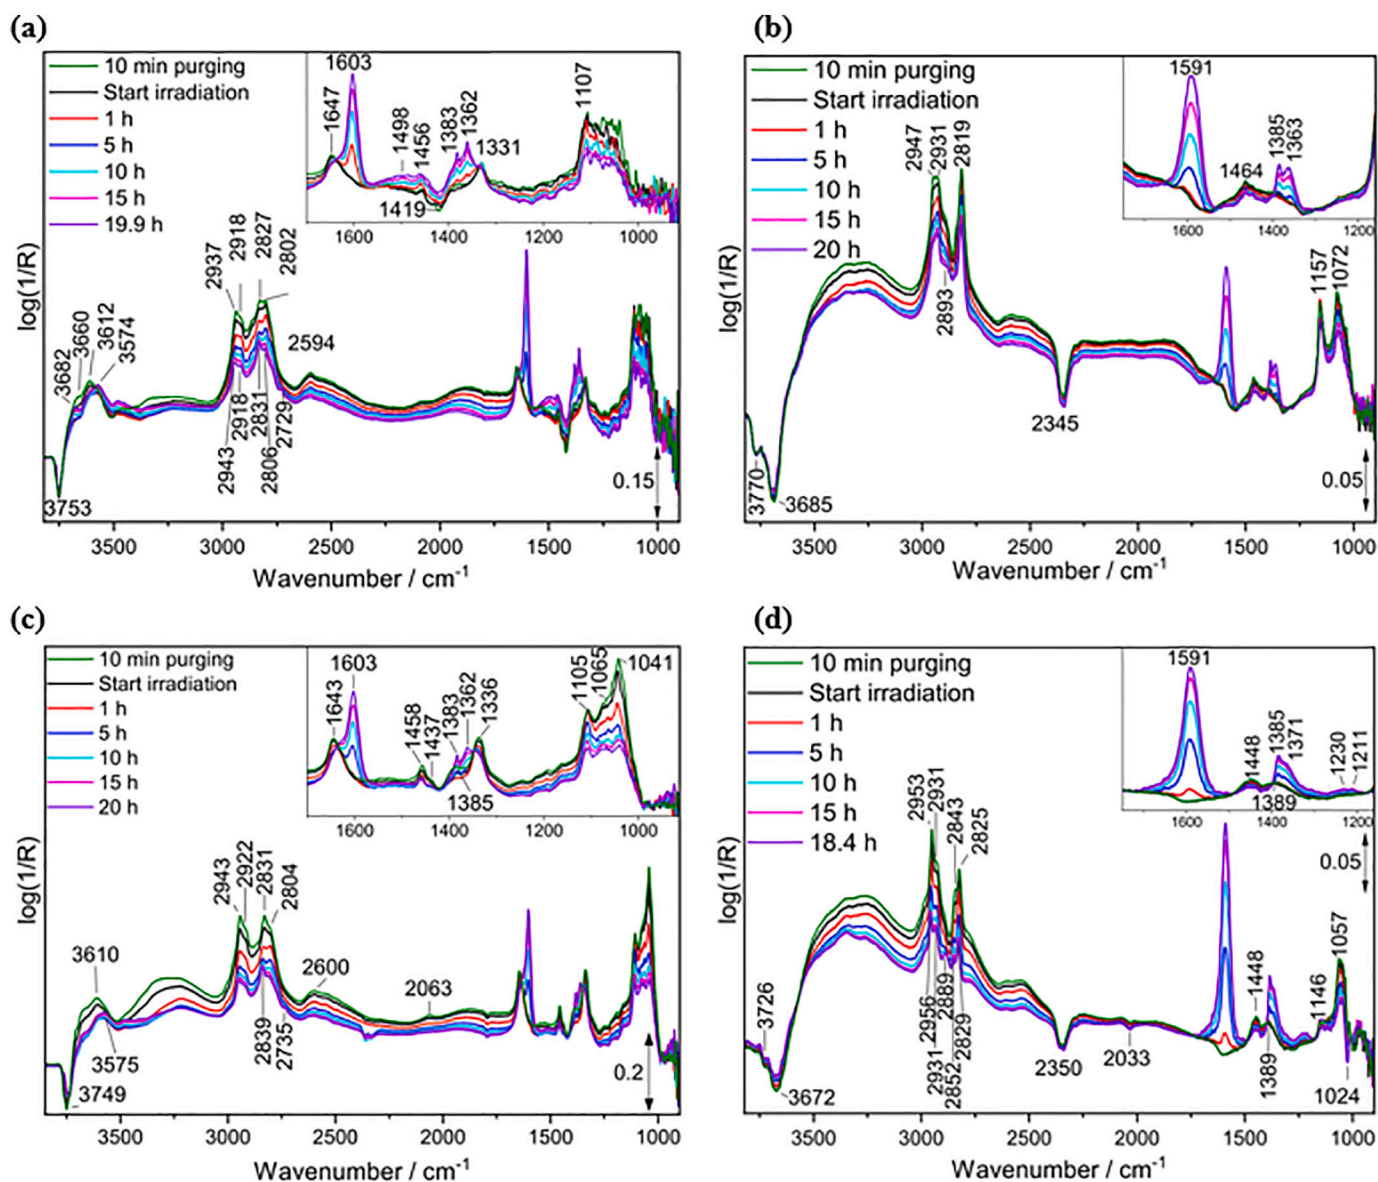 (a)
10 min purging
Start irradiation
1 h
5 h
10 h
15 h
19.9 h
1603
1647
1498
1456
1383
1362
1331
1107
1419
1600 1400 1200 1000
2937
2918
2827
2802
3682
3660
3612
3574
2594
2943
2918
2831
2806
2729
3753
0.15
log(1/R)
3500 3000 2500 2000 1500 1000
Wavenumber / cm-1
(b)
10 min purging
Start irradiation
1 h
5 h
10 h
15 h
20 h
1591
1464
1385
1363
1600 1400 1200
2947
2931
2819
2893
2345
1157
1072
3770
3685
0.05
log(1/R)
3500 3000 2500 2000 1500 1000
Wavenumber / cm-1
(c)
10 min purging
Start irradiation
1 h
5 h
10 h
15 h
20 h
1603
1643
1458
1437
1383
1362
1336
1105
1065
1041
1385
1600 1400 1200 1000
2943
2922
2831
2804
3610
2600
2063
3575
2839
2735
3749
0.2
log(1/R)
3500 3000 2500 2000 1500 1000
Wavenumber / cm-1
(d)
10 min purging
Start irradiation
1 h
5 h
10 h
15 h
18.4 h
1591
1448
1385
1371
1230
1211
1389
1600 1400 1200
0.05
2953
2931
2843
2825
3726
2956
2931
2889
2852
2829
3672
2350
2033
1448
1389
1146
1057
1024
log(1/R)
3500 3000 2500 2000 1500 1000
Wavenumber / cm-1